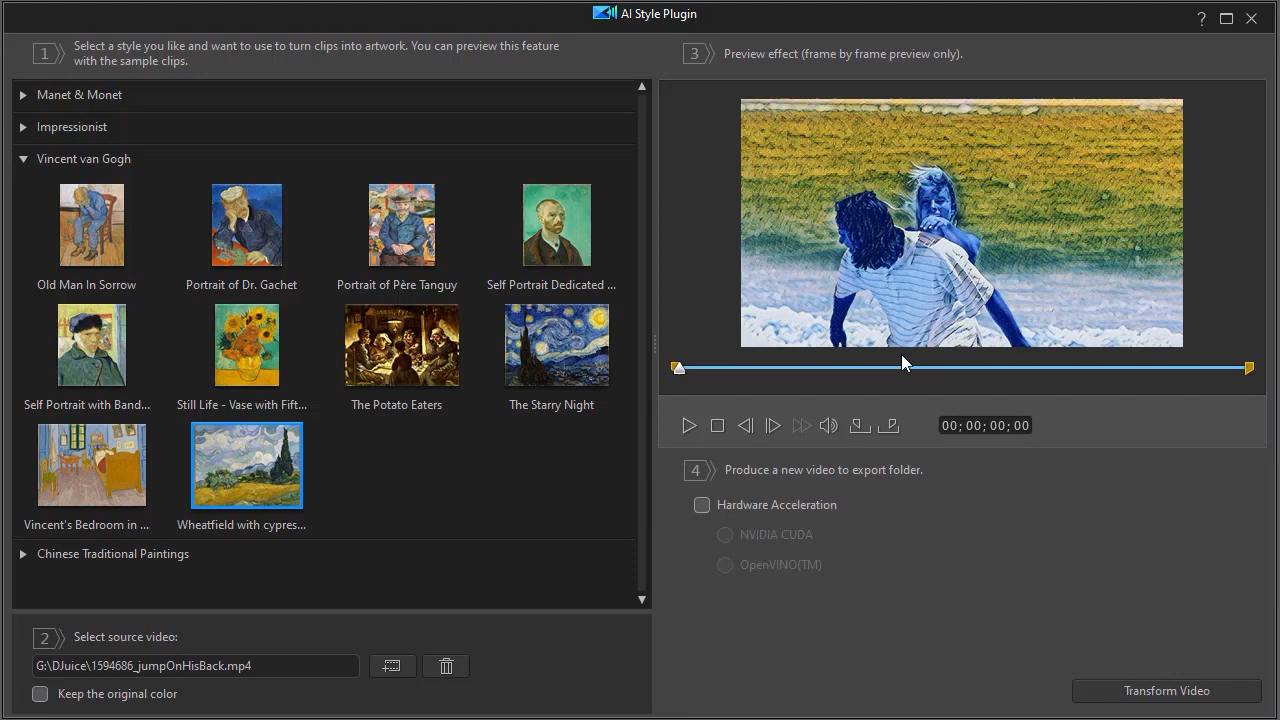 AI Style Plugin
?
1
Select a style you like and want to use to turn clips into artwork. You can preview this feature
with the sample clips.
Manet & Monet
Impressionist
Vincent van Gogh
Old Man In Sorrow
Portrait of Dr. Gachet
Portrait of Père Tanguy
Self Portrait Dedicated ...
Self Portrait with Band...
Still Life - Vase with Fift...
The Potato Eaters
The Starry Night
Vincent's Bedroom in ...
Wheatfield with cypres...
Chinese Traditional Paintings
2
Select source video:
G:\DJuice\1594686_jumpOnHisBack.mp4
Keep the original color
3
Preview effect (frame by frame preview only).
00; 00; 00; 00
4
Produce a new video to export folder.
Hardware Acceleration
NVIDIA CUDA
OpenVINO(TM)
Transform Video